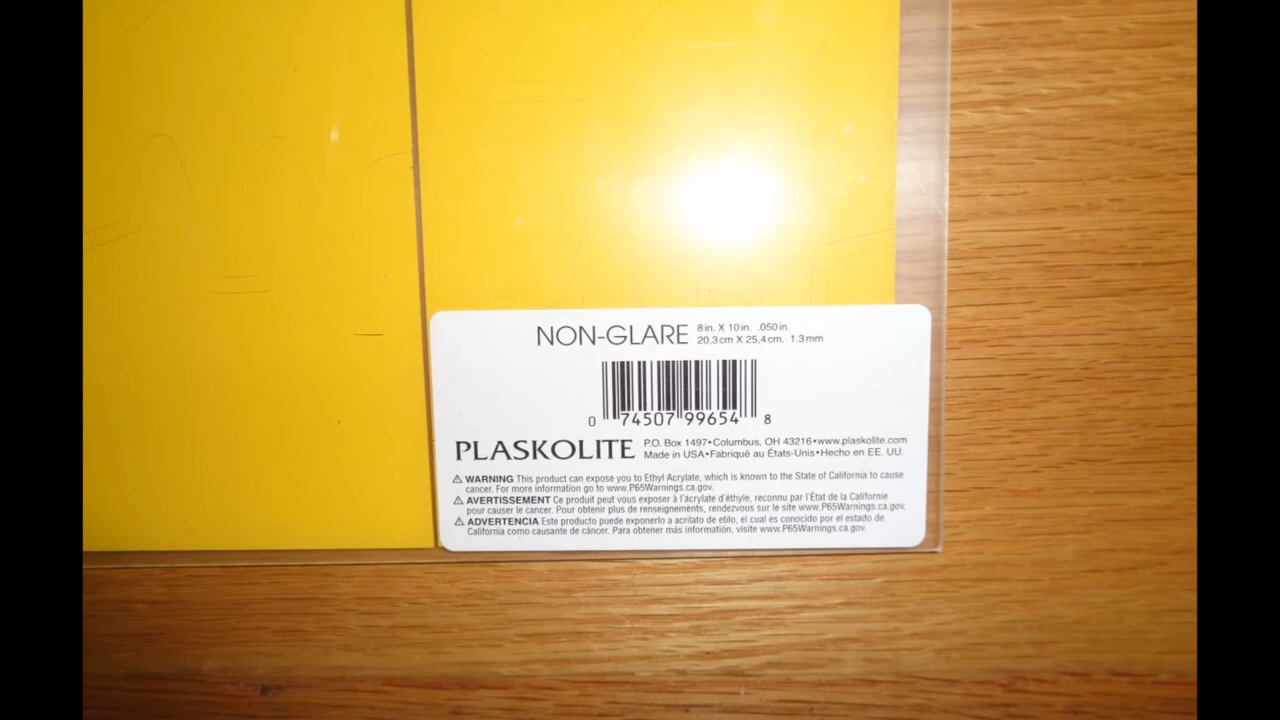 NON-GLARE
8 in. X 10 in. .050 in.
20,3 cm X 25,4 cm. 1.3 mm
0 74507 99654 8
PLASKOLITE
P.O. Box 1497•Columbus, OH 43216•www.plaskolite.com
Made in USA•Fabriqué au États-Unis•Hecho en EE. UU.
⚠ WARNING This product can expose you to Ethyl Acrylate, which is known to the State of California to cause
cancer. For more information go to www.P65Warnings.ca.gov.
⚠ AVERTISSEMENT Ce produit peut vous exposer à l'acrylate d'éthyle, reconnu par l'État de la Californie
pour causer le cancer. Pour obtenir plus de renseignements, rendezvous sur le site www.P65Warnings.ca.gov.
⚠ ADVERTENCIA Este producto puede exponerlo a acrilato de etilo, el cual es conocido por el estado de
California como causante de cáncer. Para obtener más información, visite www.P65Warnings.ca.gov.